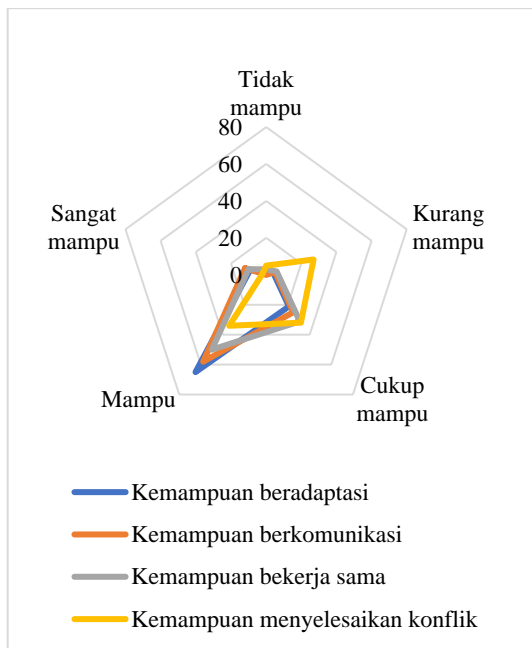 Tidak
mampu
80
60
40
20
0
Kurang
mampu
Cukup
mampu
Mampu
Sangat
mampu
Kemampuan beradaptasi
Kemampuan berkomunikasi
Kemampuan bekerja sama
Kemampuan menyelesaikan konflik